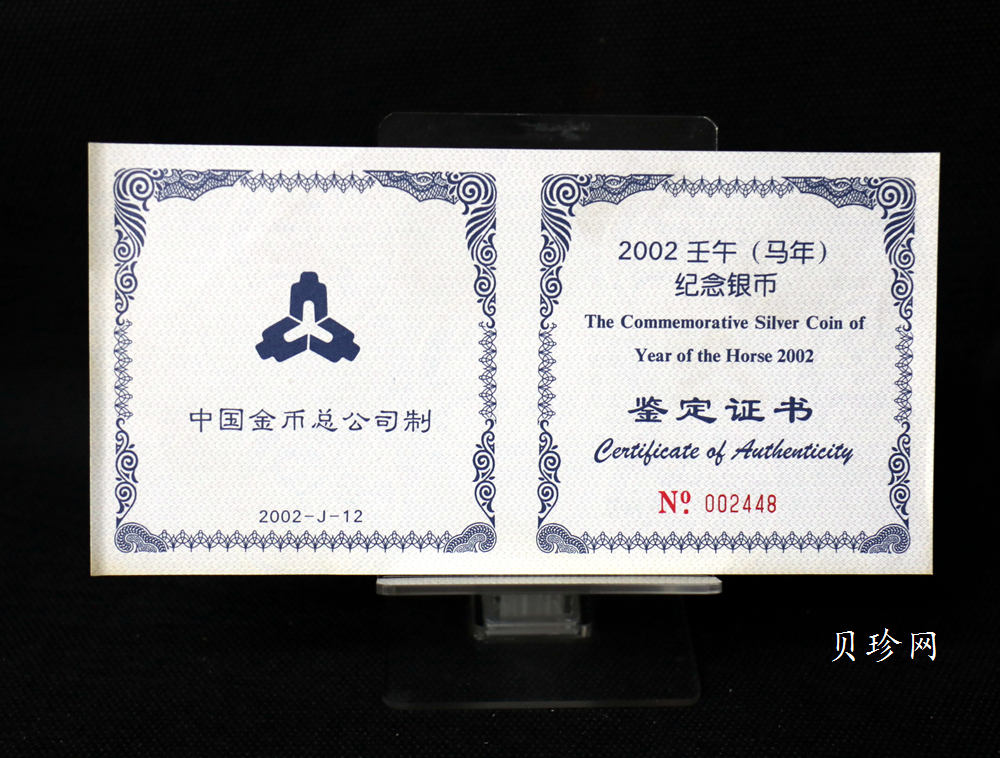 中国金币总公司制
2002-J-12
2002 壬午（马年）
纪念银币
The Commemorative Silver Coin of
Year of the Horse 2002
鉴定证书
Certificate of Authenticity
Nº. 002448
贝珍网